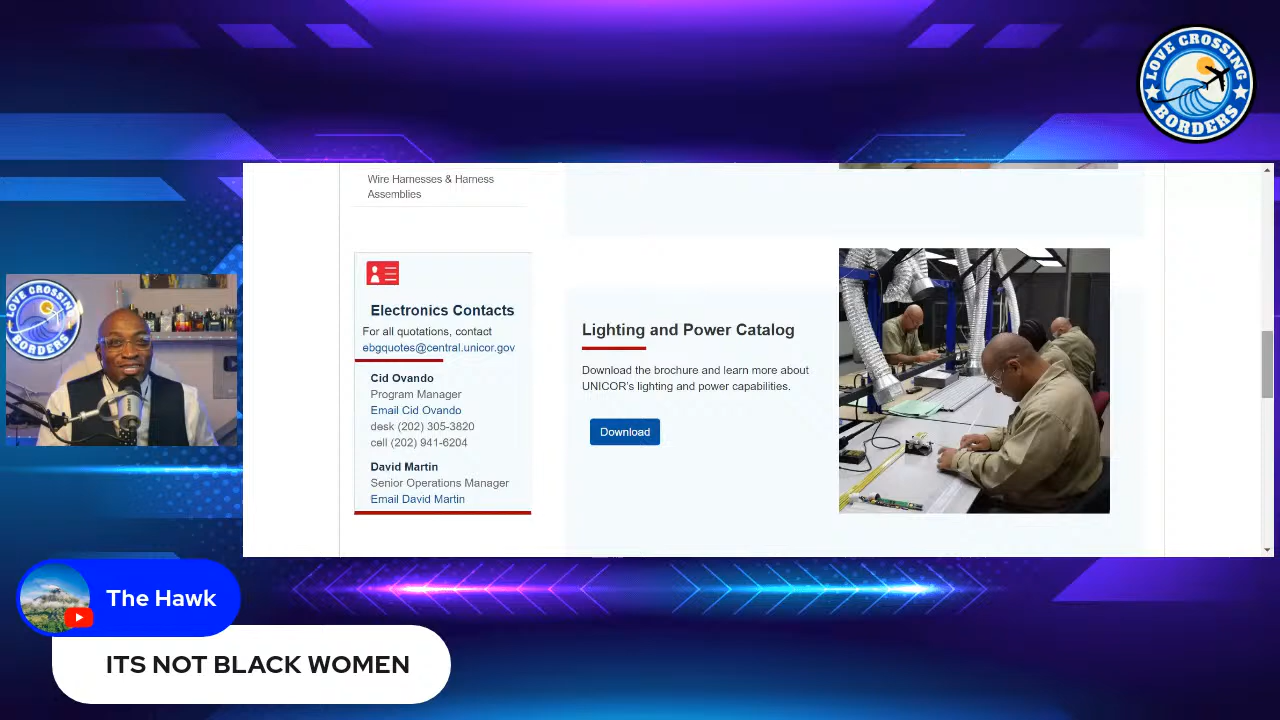 LOVE CROSSING
BORDERS
Wire Harnesses & Harness
Assemblies
Electronics Contacts
For all quotations, contact
ebgquotes@central.unicor.gov
Cid Ovando
Program Manager
Email Cid Ovando
desk (202) 305-3820
cell (202) 941-6204
David Martin
Senior Operations Manager
Email David Martin
Lighting and Power Catalog
Download the brochure and learn more about
UNICOR's lighting and power capabilities.
Download
LOVE CROSSING
BORDERS
The Hawk
ITS NOT BLACK WOMEN